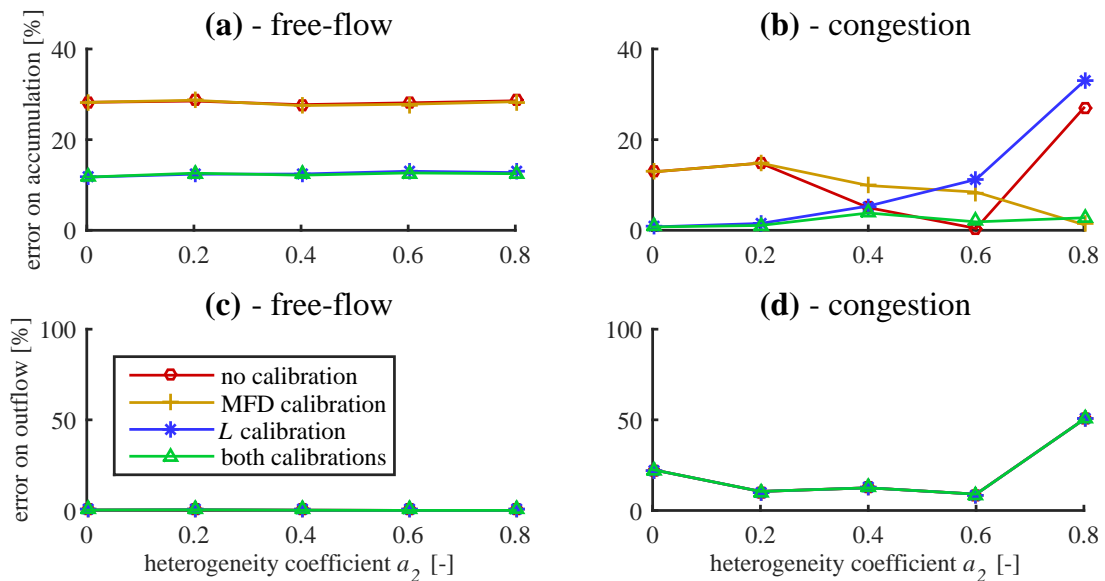 (a) - free-flow
error on accumulation [%]
40
20
0
0 0.2 0.4 0.6 0.8
(b) - congestion
40
20
0
0 0.2 0.4 0.6 0.8
(c) - free-flow
error on outflow [%]
100
50
0
no calibration
MFD calibration
L calibration
both calibrations
0 0.2 0.4 0.6 0.8
heterogeneity coefficient a2 [-]
(d) - congestion
100
50
0
0 0.2 0.4 0.6 0.8
heterogeneity coefficient a2 [-]